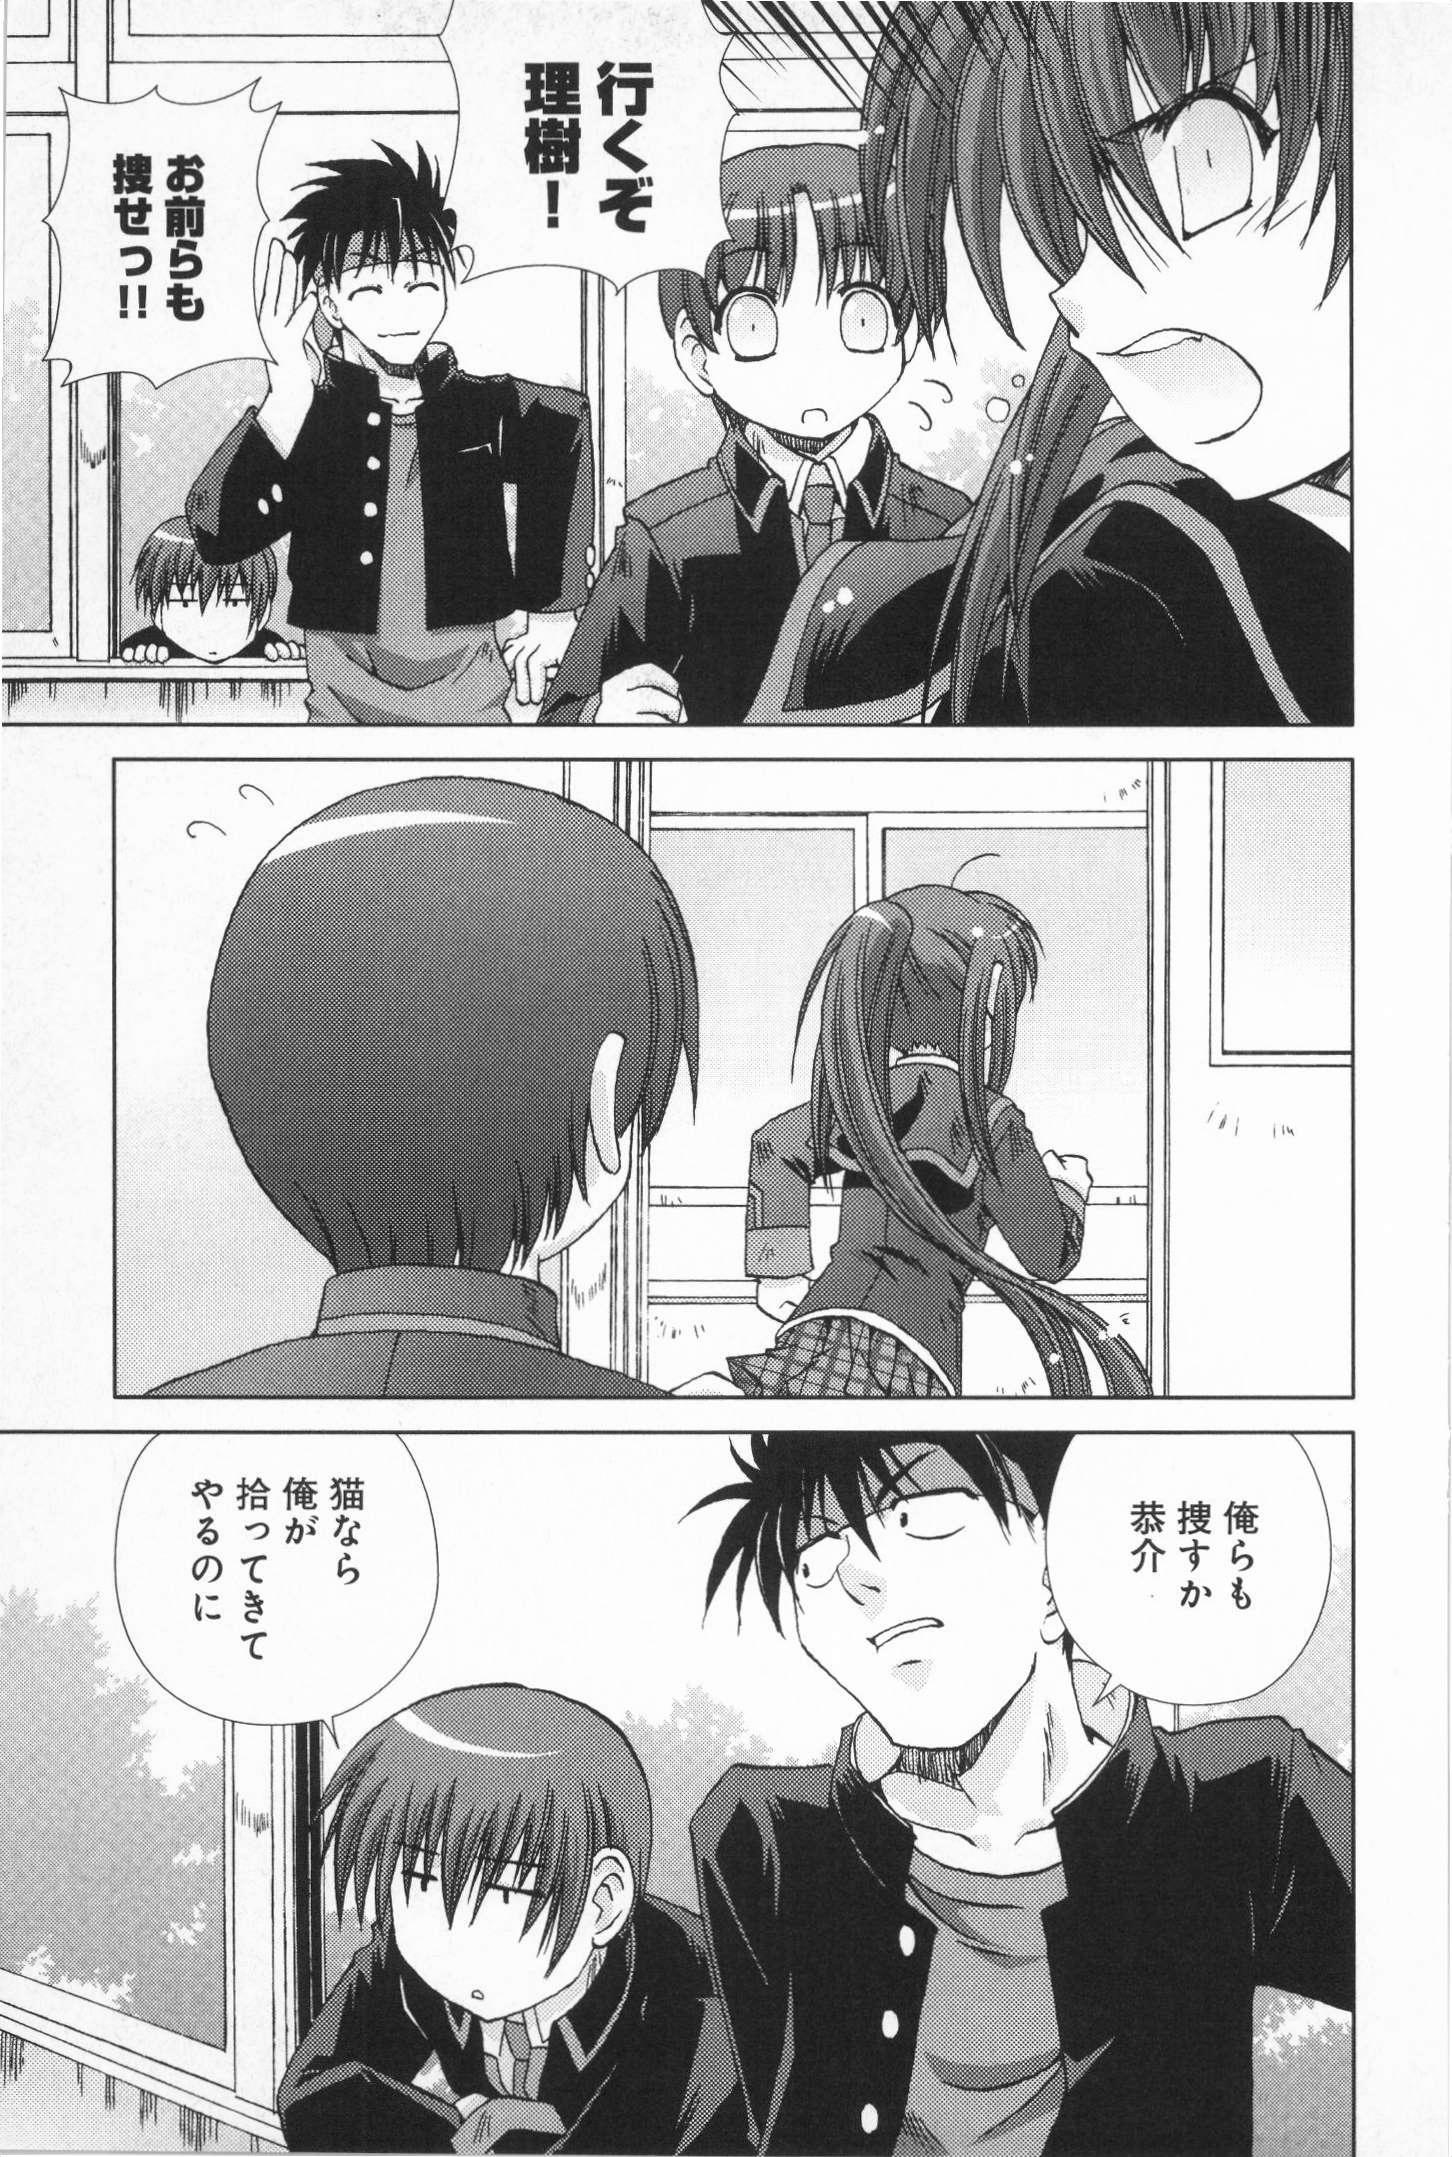 行くぞ
理樹！
お前らも
捜せっ！！
俺らも
捜すか
恭介
猫なら
俺が
拾ってきて
やるのに